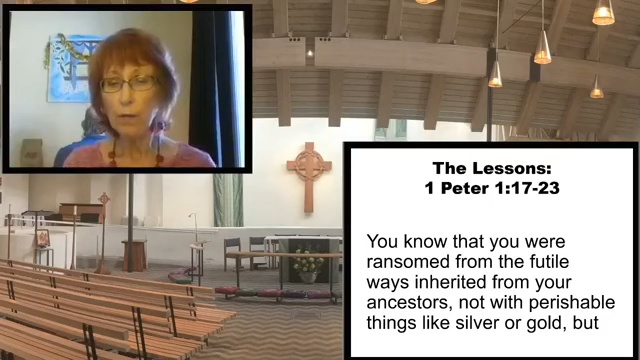 The Lessons:
1 Peter 1:17-23
You know that you were
ransomed from the futile
ways inherited from your
ancestors, not with perishable
things like silver or gold, but